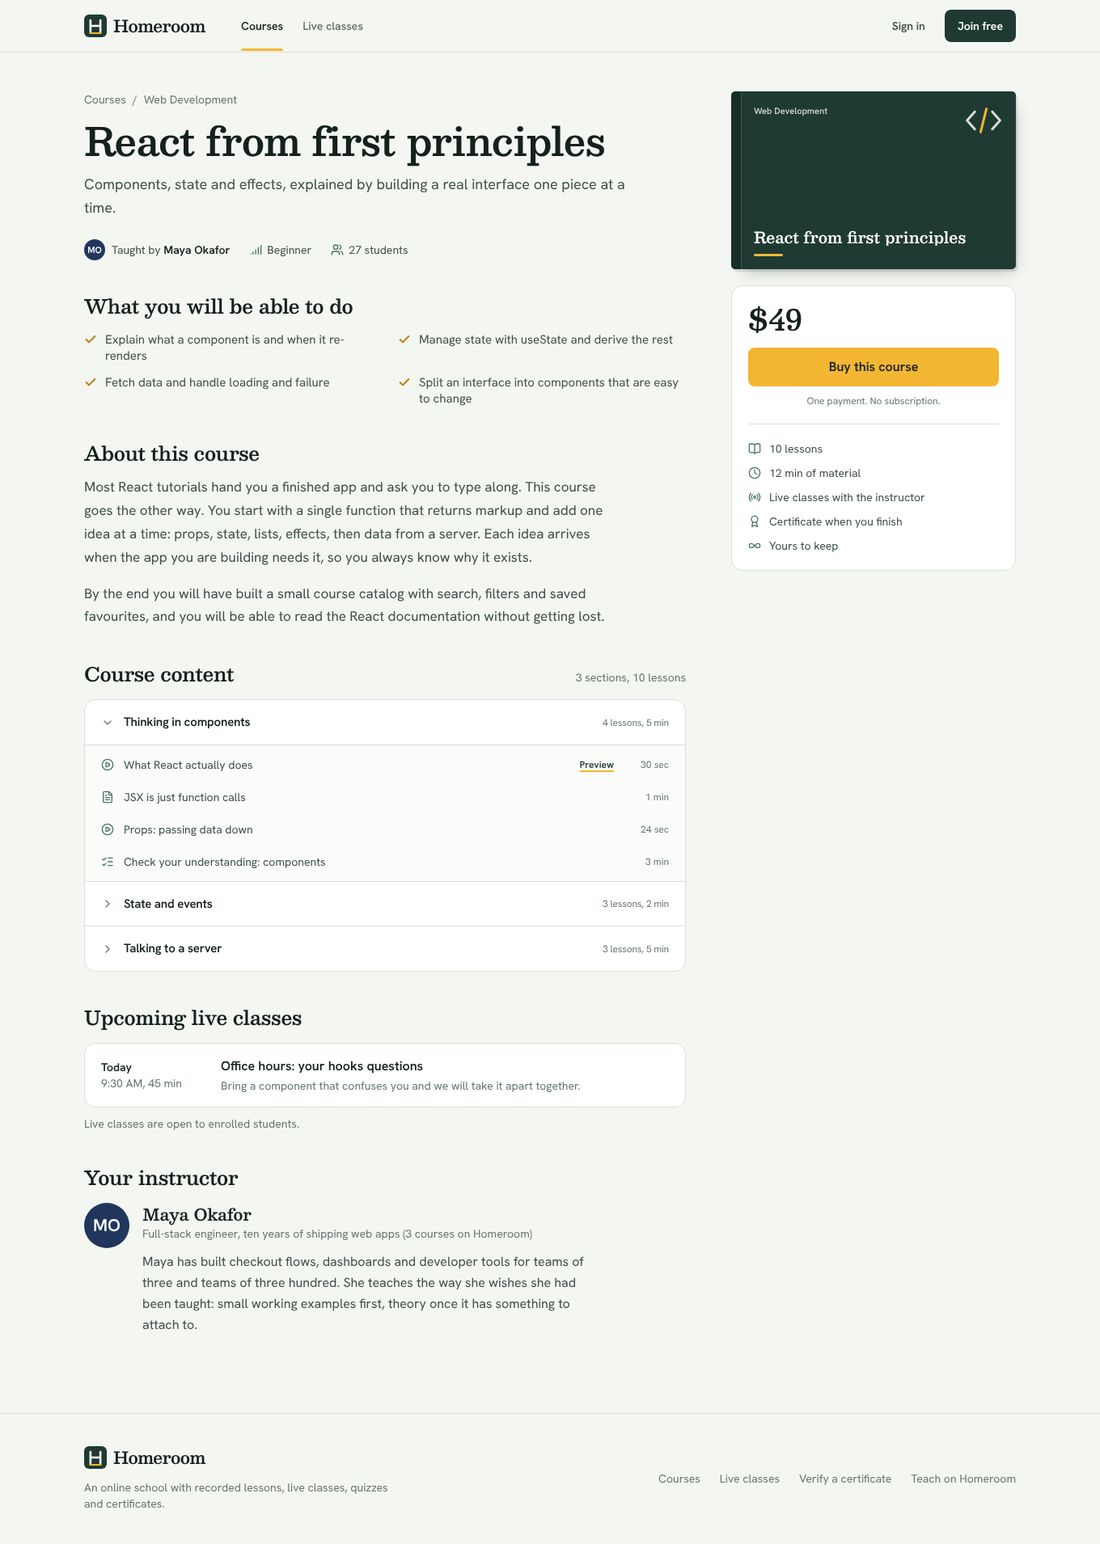 Homeroom
Courses
Live classes
Sign in
Join free
Courses / Web Development
React from first principles
Components, state and effects, explained by building a real interface one piece at a
time.
MO
Taught by Maya Okafor
Beginner
27 students
Web Development
React from first principles
$49
Buy this course
One payment. No subscription.
10 lessons
12 min of material
Live classes with the instructor
Certificate when you finish
Yours to keep
What you will be able to do
Explain what a component is and when it re-
renders
Manage state with useState and derive the rest
Fetch data and handle loading and failure
Split an interface into components that are easy
to change
About this course
Most React tutorials hand you a finished app and ask you to type along. This course
goes the other way. You start with a single function that returns markup and add one
idea at a time: props, state, lists, effects, then data from a server. Each idea arrives
when the app you are building needs it, so you always know why it exists.
By the end you will have built a small course catalog with search, filters and saved
favourites, and you will be able to read the React documentation without getting lost.
Course content
3 sections, 10 lessons
Thinking in components
4 lessons, 5 min
What React actually does
Preview
30 sec
JSX is just function calls
1 min
Props: passing data down
24 sec
Check your understanding: components
3 min
State and events
3 lessons, 2 min
Talking to a server
3 lessons, 5 min
Upcoming live classes
Today
9:30 AM, 45 min
Office hours: your hooks questions
Bring a component that confuses you and we will take it apart together.
Live classes are open to enrolled students.
Your instructor
MO
Maya Okafor
Full-stack engineer, ten years of shipping web apps (3 courses on Homeroom)
Maya has built checkout flows, dashboards and developer tools for teams of
three and teams of three hundred. She teaches the way she wishes she had
been taught: small working examples first, theory once it has something to
attach to.
Homeroom
An online school with recorded lessons, live classes, quizzes
and certificates.
Courses
Live classes
Verify a certificate
Teach on Homeroom